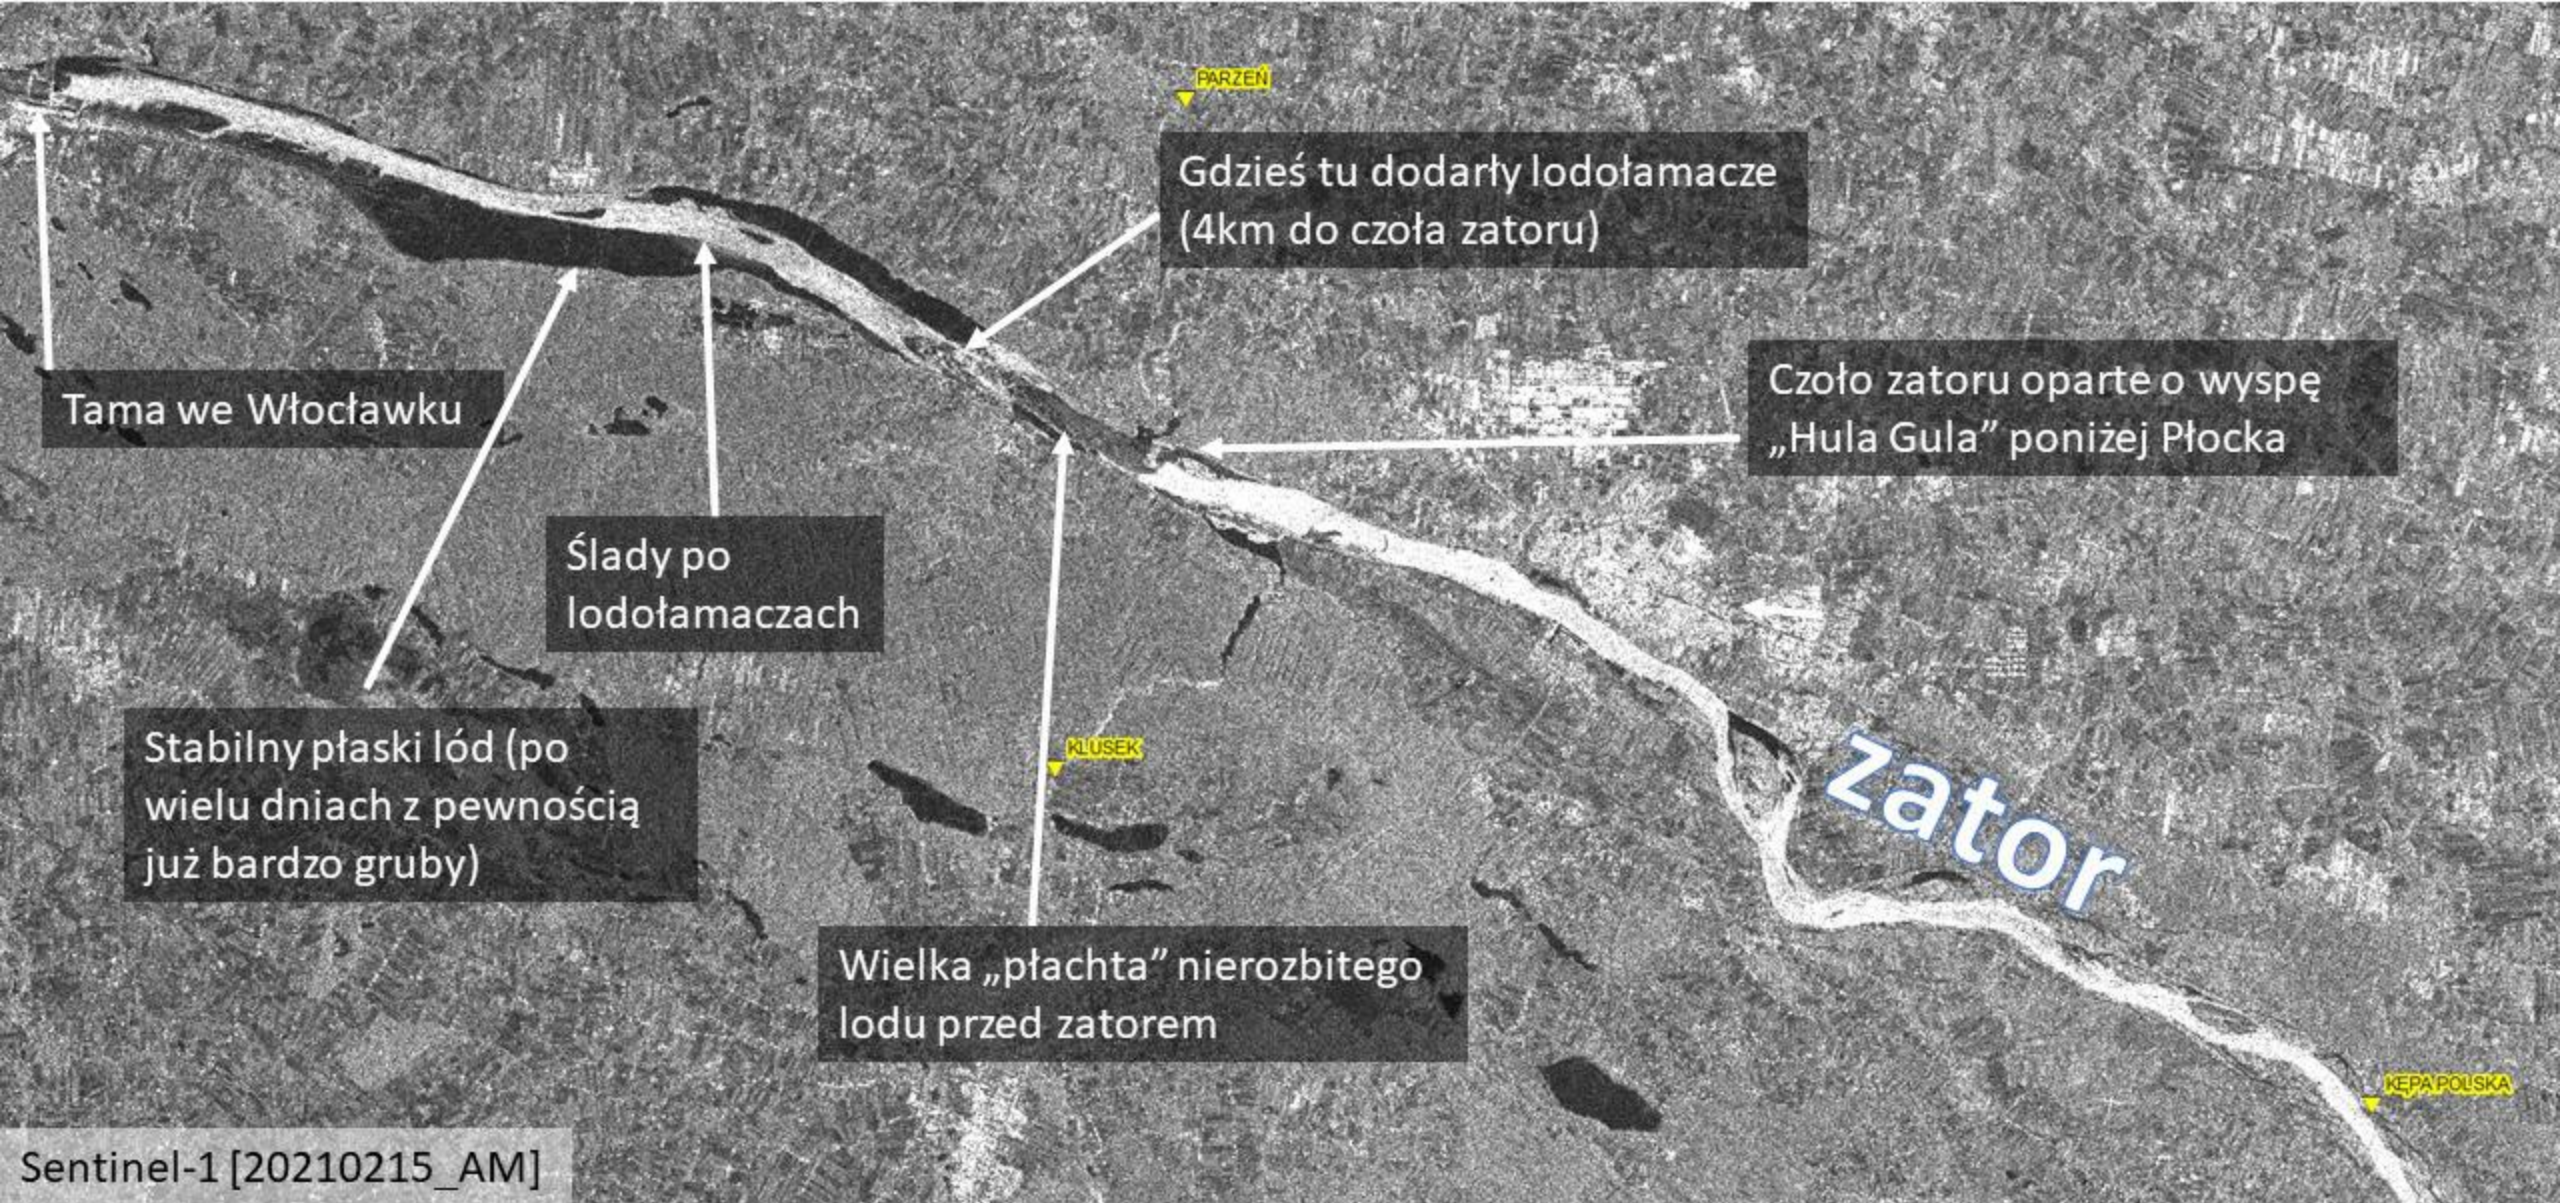 PARZEŃ
Gdzieś tu dodarły lodołamacze
(4km do czoła zatoru)
Czoło zatoru oparte o wyspę
„Hula Gula” poniżej Płocka
Tama we Włocławku
Ślady po
lodołamaczach
Stabilny płaski lód (po
wielu dniach z pewnością
już bardzo gruby)
KLUSEK
zator
Wielka „płachta” nierozbitego
lodu przed zatorem
KĘPA POLSKA
Sentinel-1 [20210215_AM]